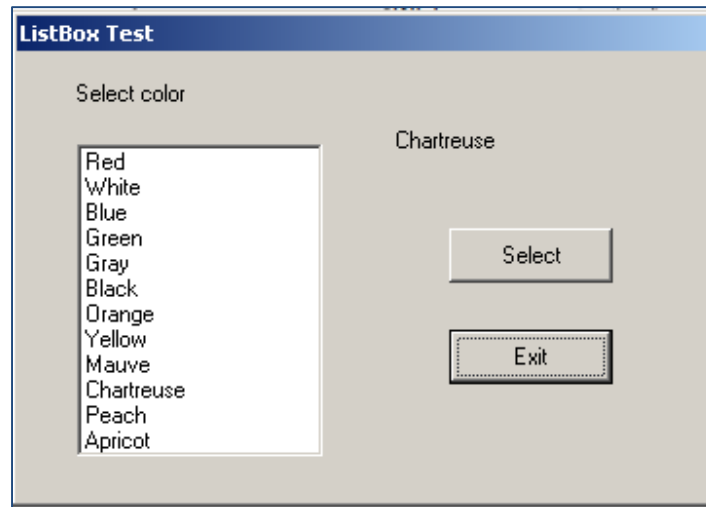 ListBox Test
Select color
Chartreuse
Red
White
Blue
Green
Gray
Black
Orange
Yellow
Mauve
Chartreuse
Peach
Apricot
Select
Exit